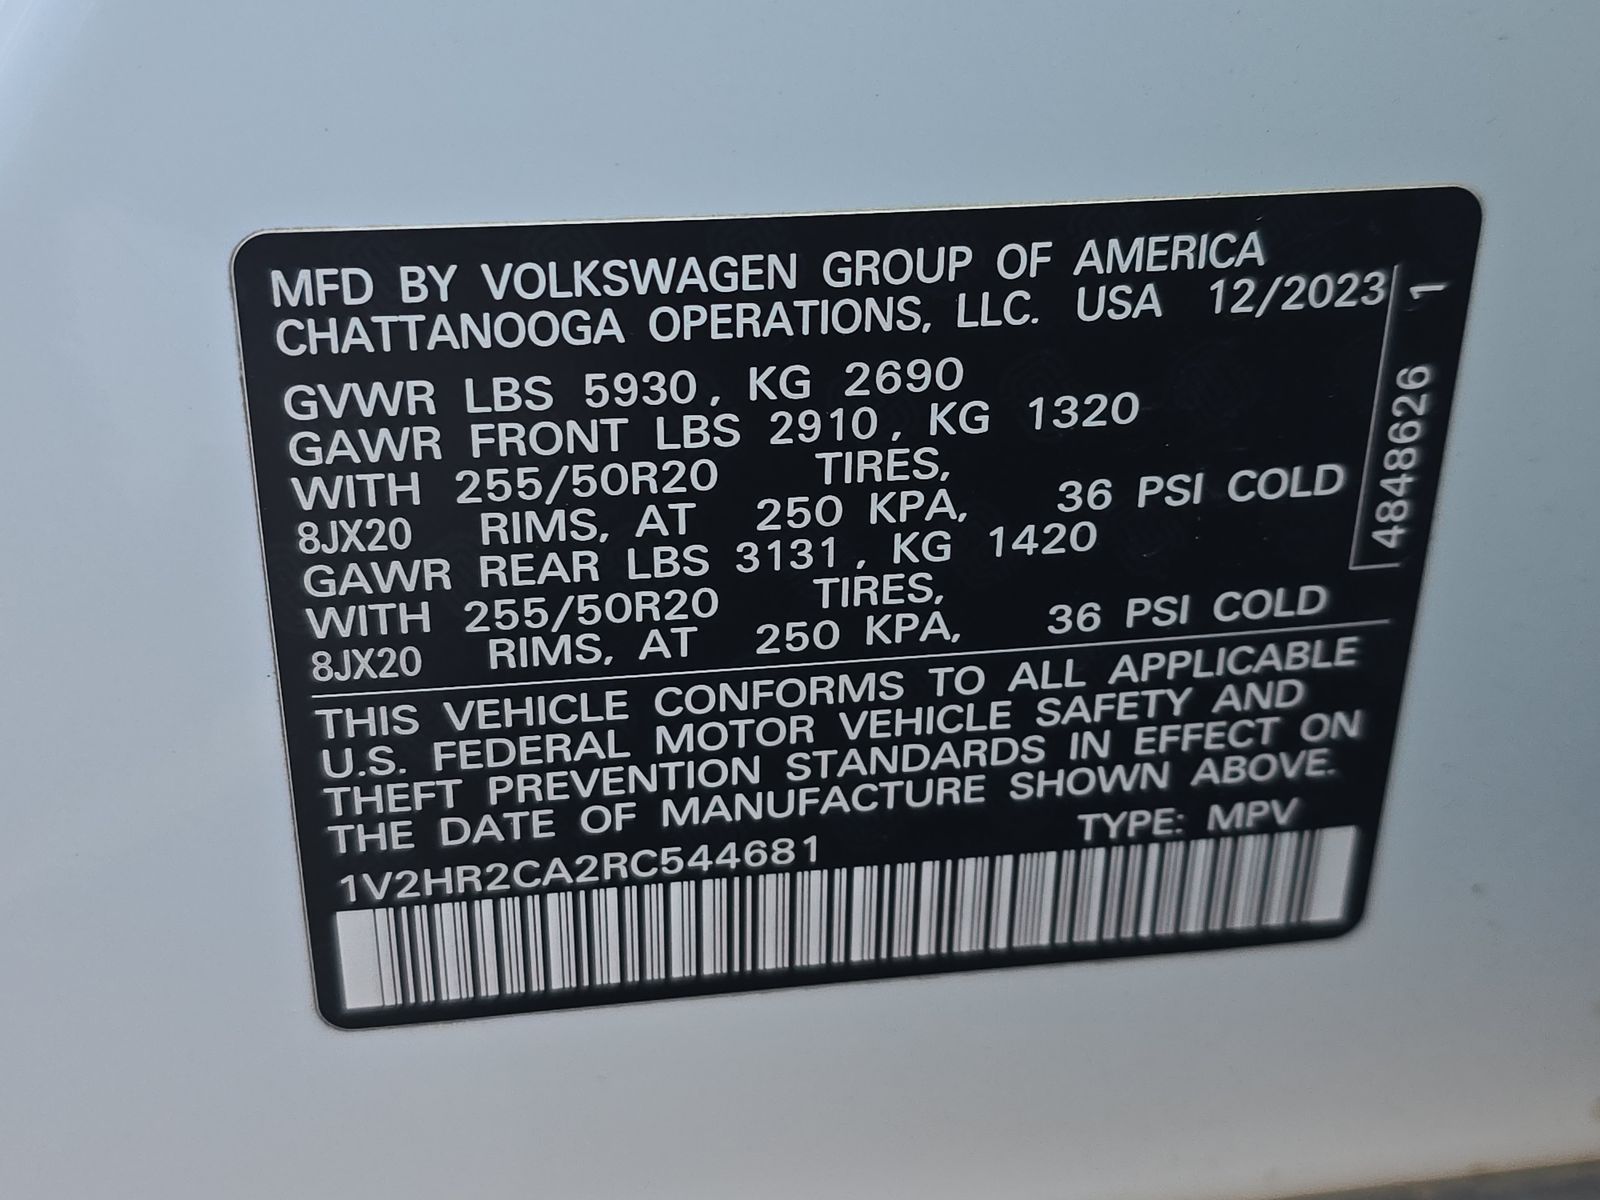 MFD BY VOLKSWAGEN GROUP OF AMERICA
CHATTANOOGA OPERATIONS, LLC. USA 12/2023
GVWR LBS 5930, KG 2690
GAWR FRONT LBS 2910, KG 1320
WITH 255/50R20 TIRES,
8JX20 RIMS, AT 250 KPA, 36 PSI COLD
GAWR REAR LBS 3131, KG 1420
WITH 255/50R20 TIRES,
8JX20 RIMS, AT 250 KPA, 36 PSI COLD
THIS VEHICLE CONFORMS TO ALL APPLICABLE
U.S. FEDERAL MOTOR VEHICLE SAFETY AND
THEFT PREVENTION STANDARDS IN EFFECT ON
THE DATE OF MANUFACTURE SHOWN ABOVE.
1V2HR2CA2RC544681 TYPE: MPV
4848626 1